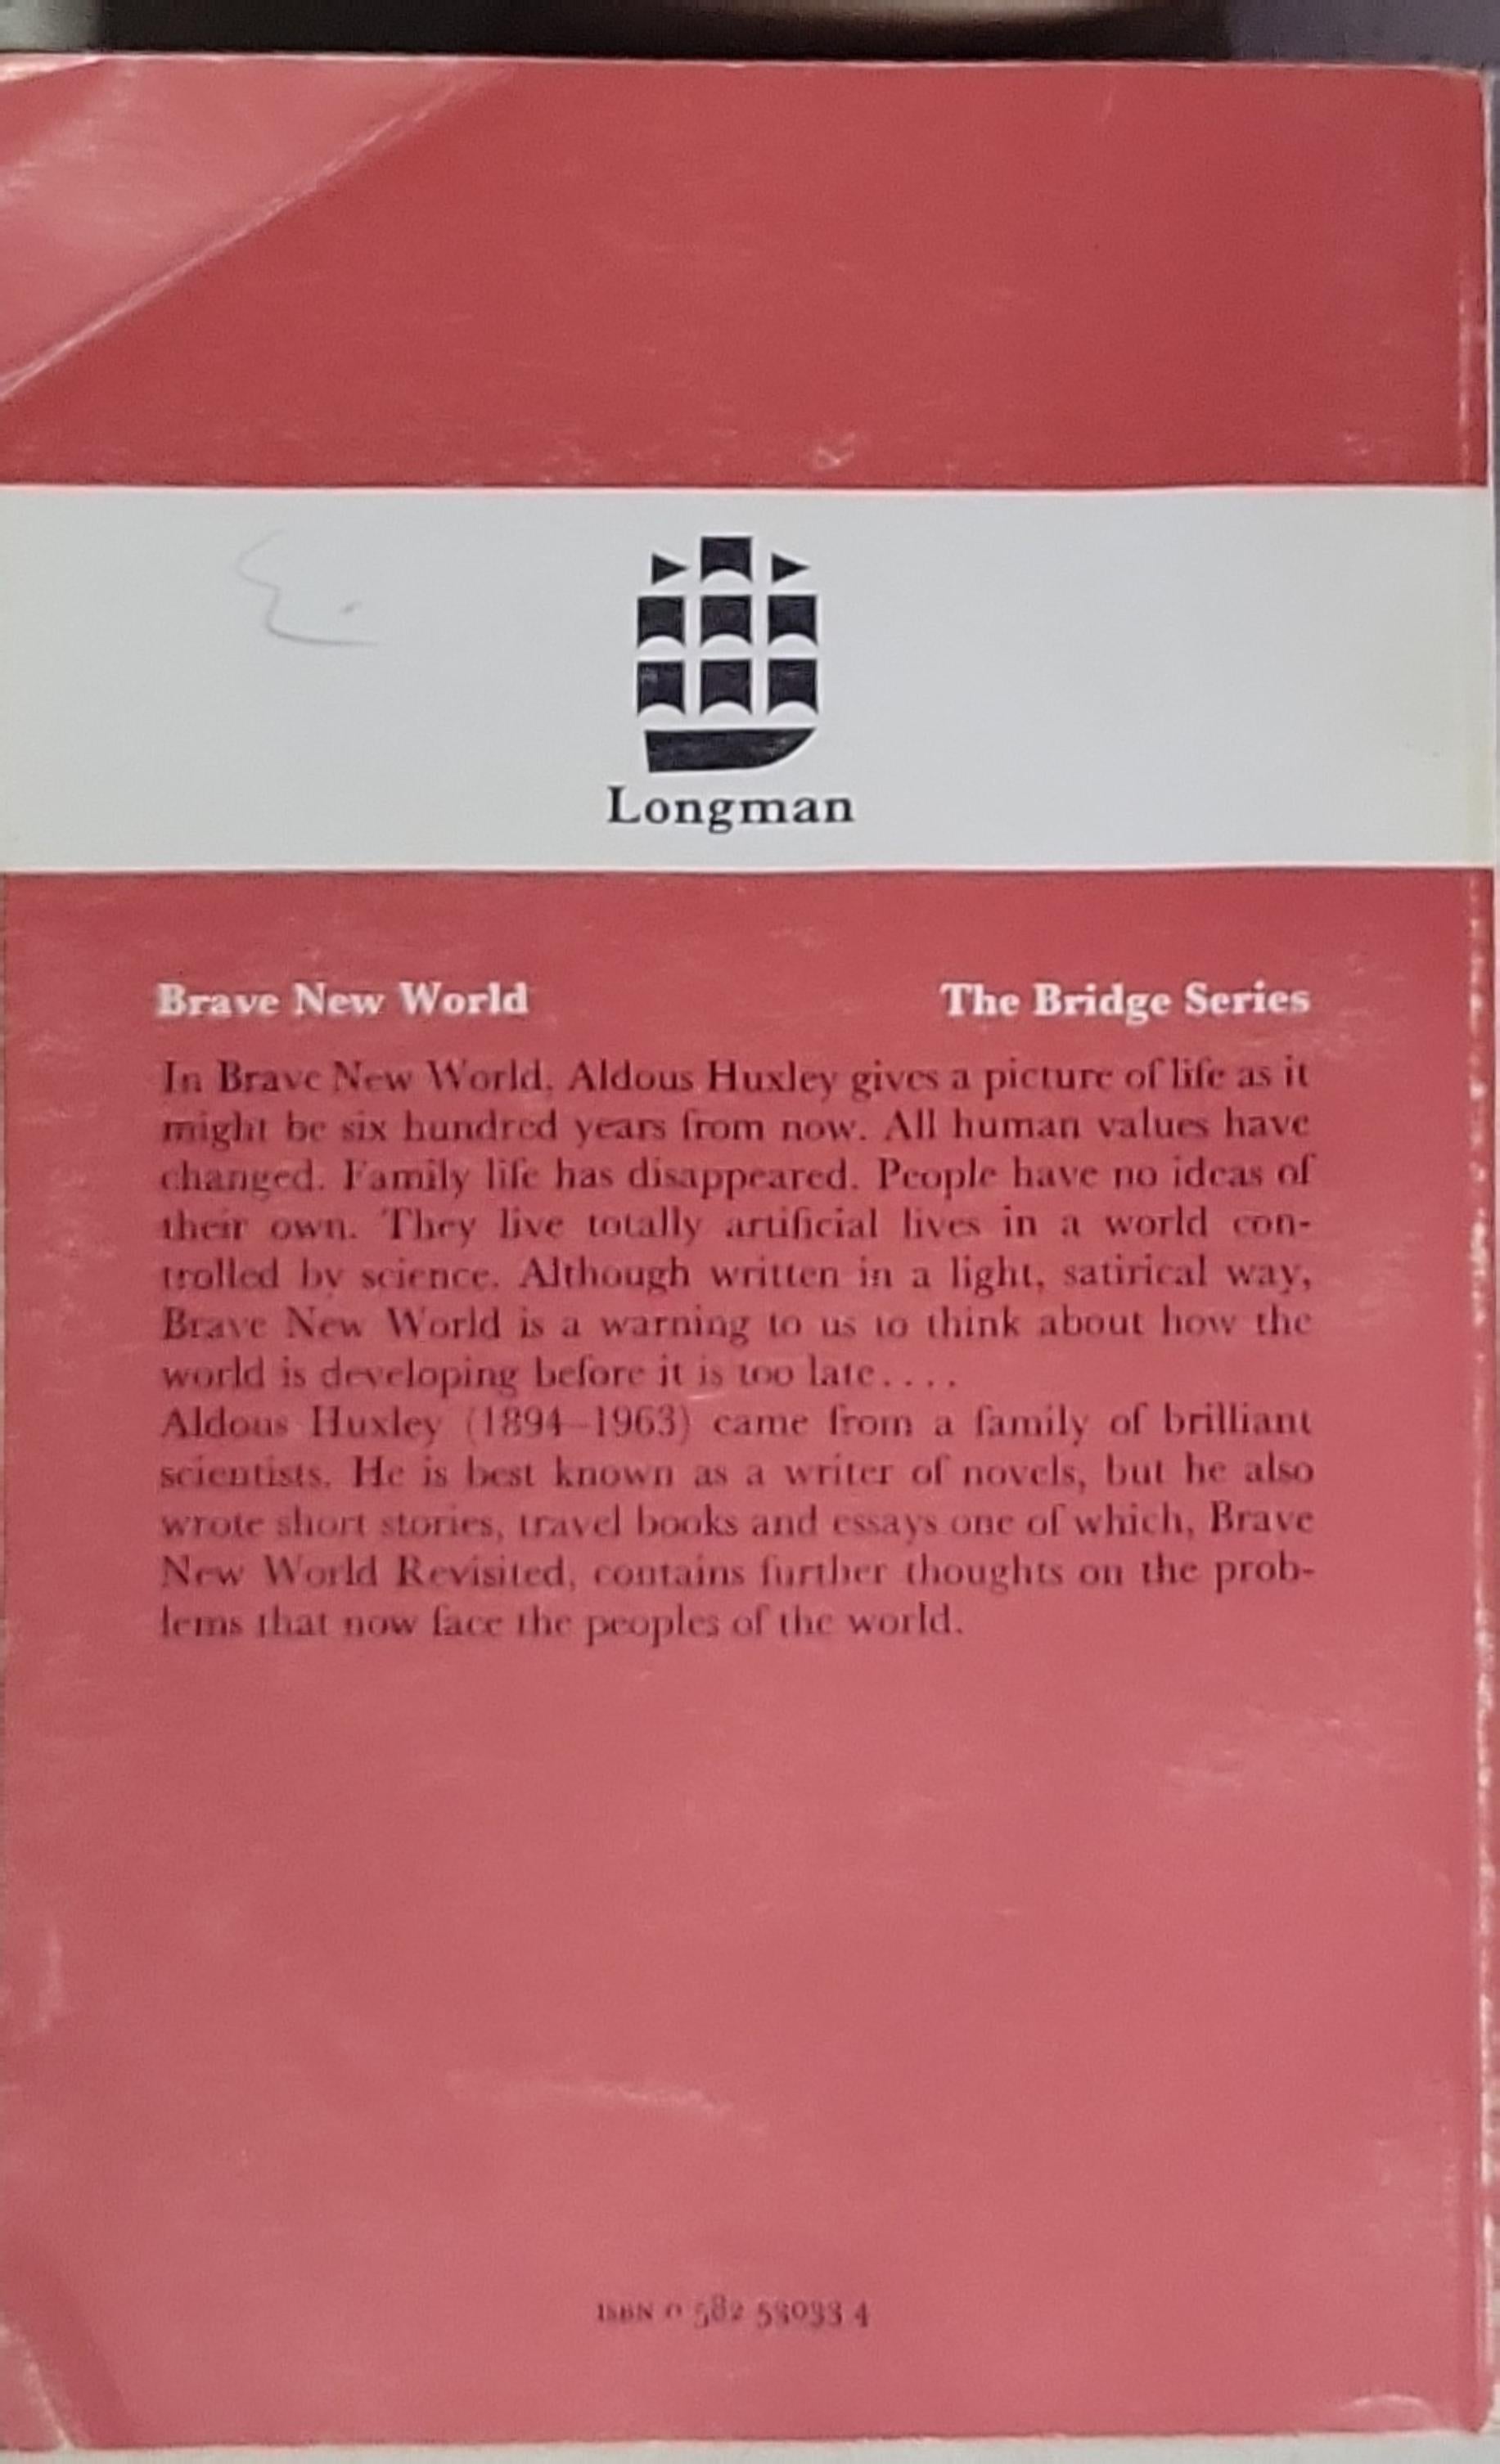 Longman
Brave New World The Bridge Series
In Brave New World, Aldous Huxley gives a picture of life as it
might be six hundred years from now. All human values have
changed. Family life has disappeared. People have no ideas of
their own. They live totally artificial lives in a world con-
trolled by science. Although written in a light, satirical way,
Brave New World is a warning to us to think about how the
world is developing before it is too late....
Aldous Huxley (1894–1963) came from a family of brilliant
scientists. He is best known as a writer of novels, but he also
wrote short stories, travel books and essays one of which, Brave
New World Revisited, contains further thoughts on the prob-
lems that now face the peoples of the world.
ISBN 0 582 53033 4